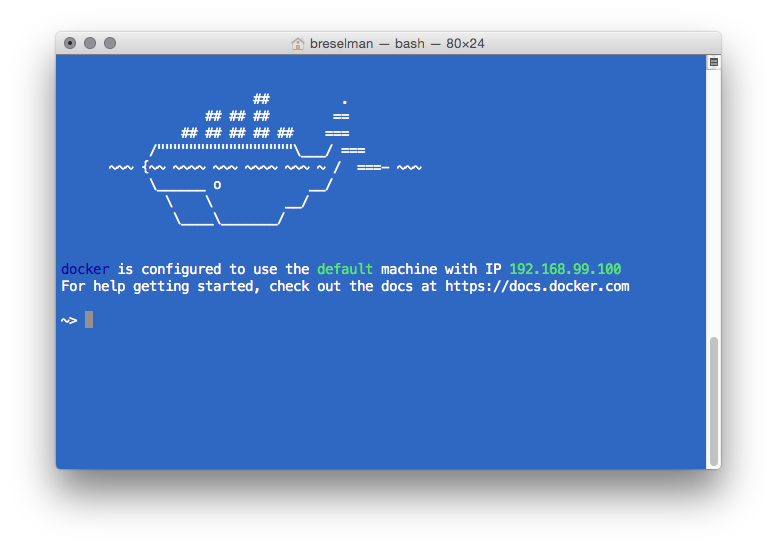 breselman — bash — 80×24
                        ##         .
                  ## ## ##        ==
               ## ## ## ## ##    ===
           /"""""""""""""""""\___/ ===
      ~~~ {~~ ~~~~ ~~~ ~~~~ ~~~ ~ /  ===- ~~~
           \______ o           __/
             \    \         __/
              \____\_______/
docker is configured to use the default machine with IP 192.168.99.100
For help getting started, check out the docs at https://docs.docker.com
~>